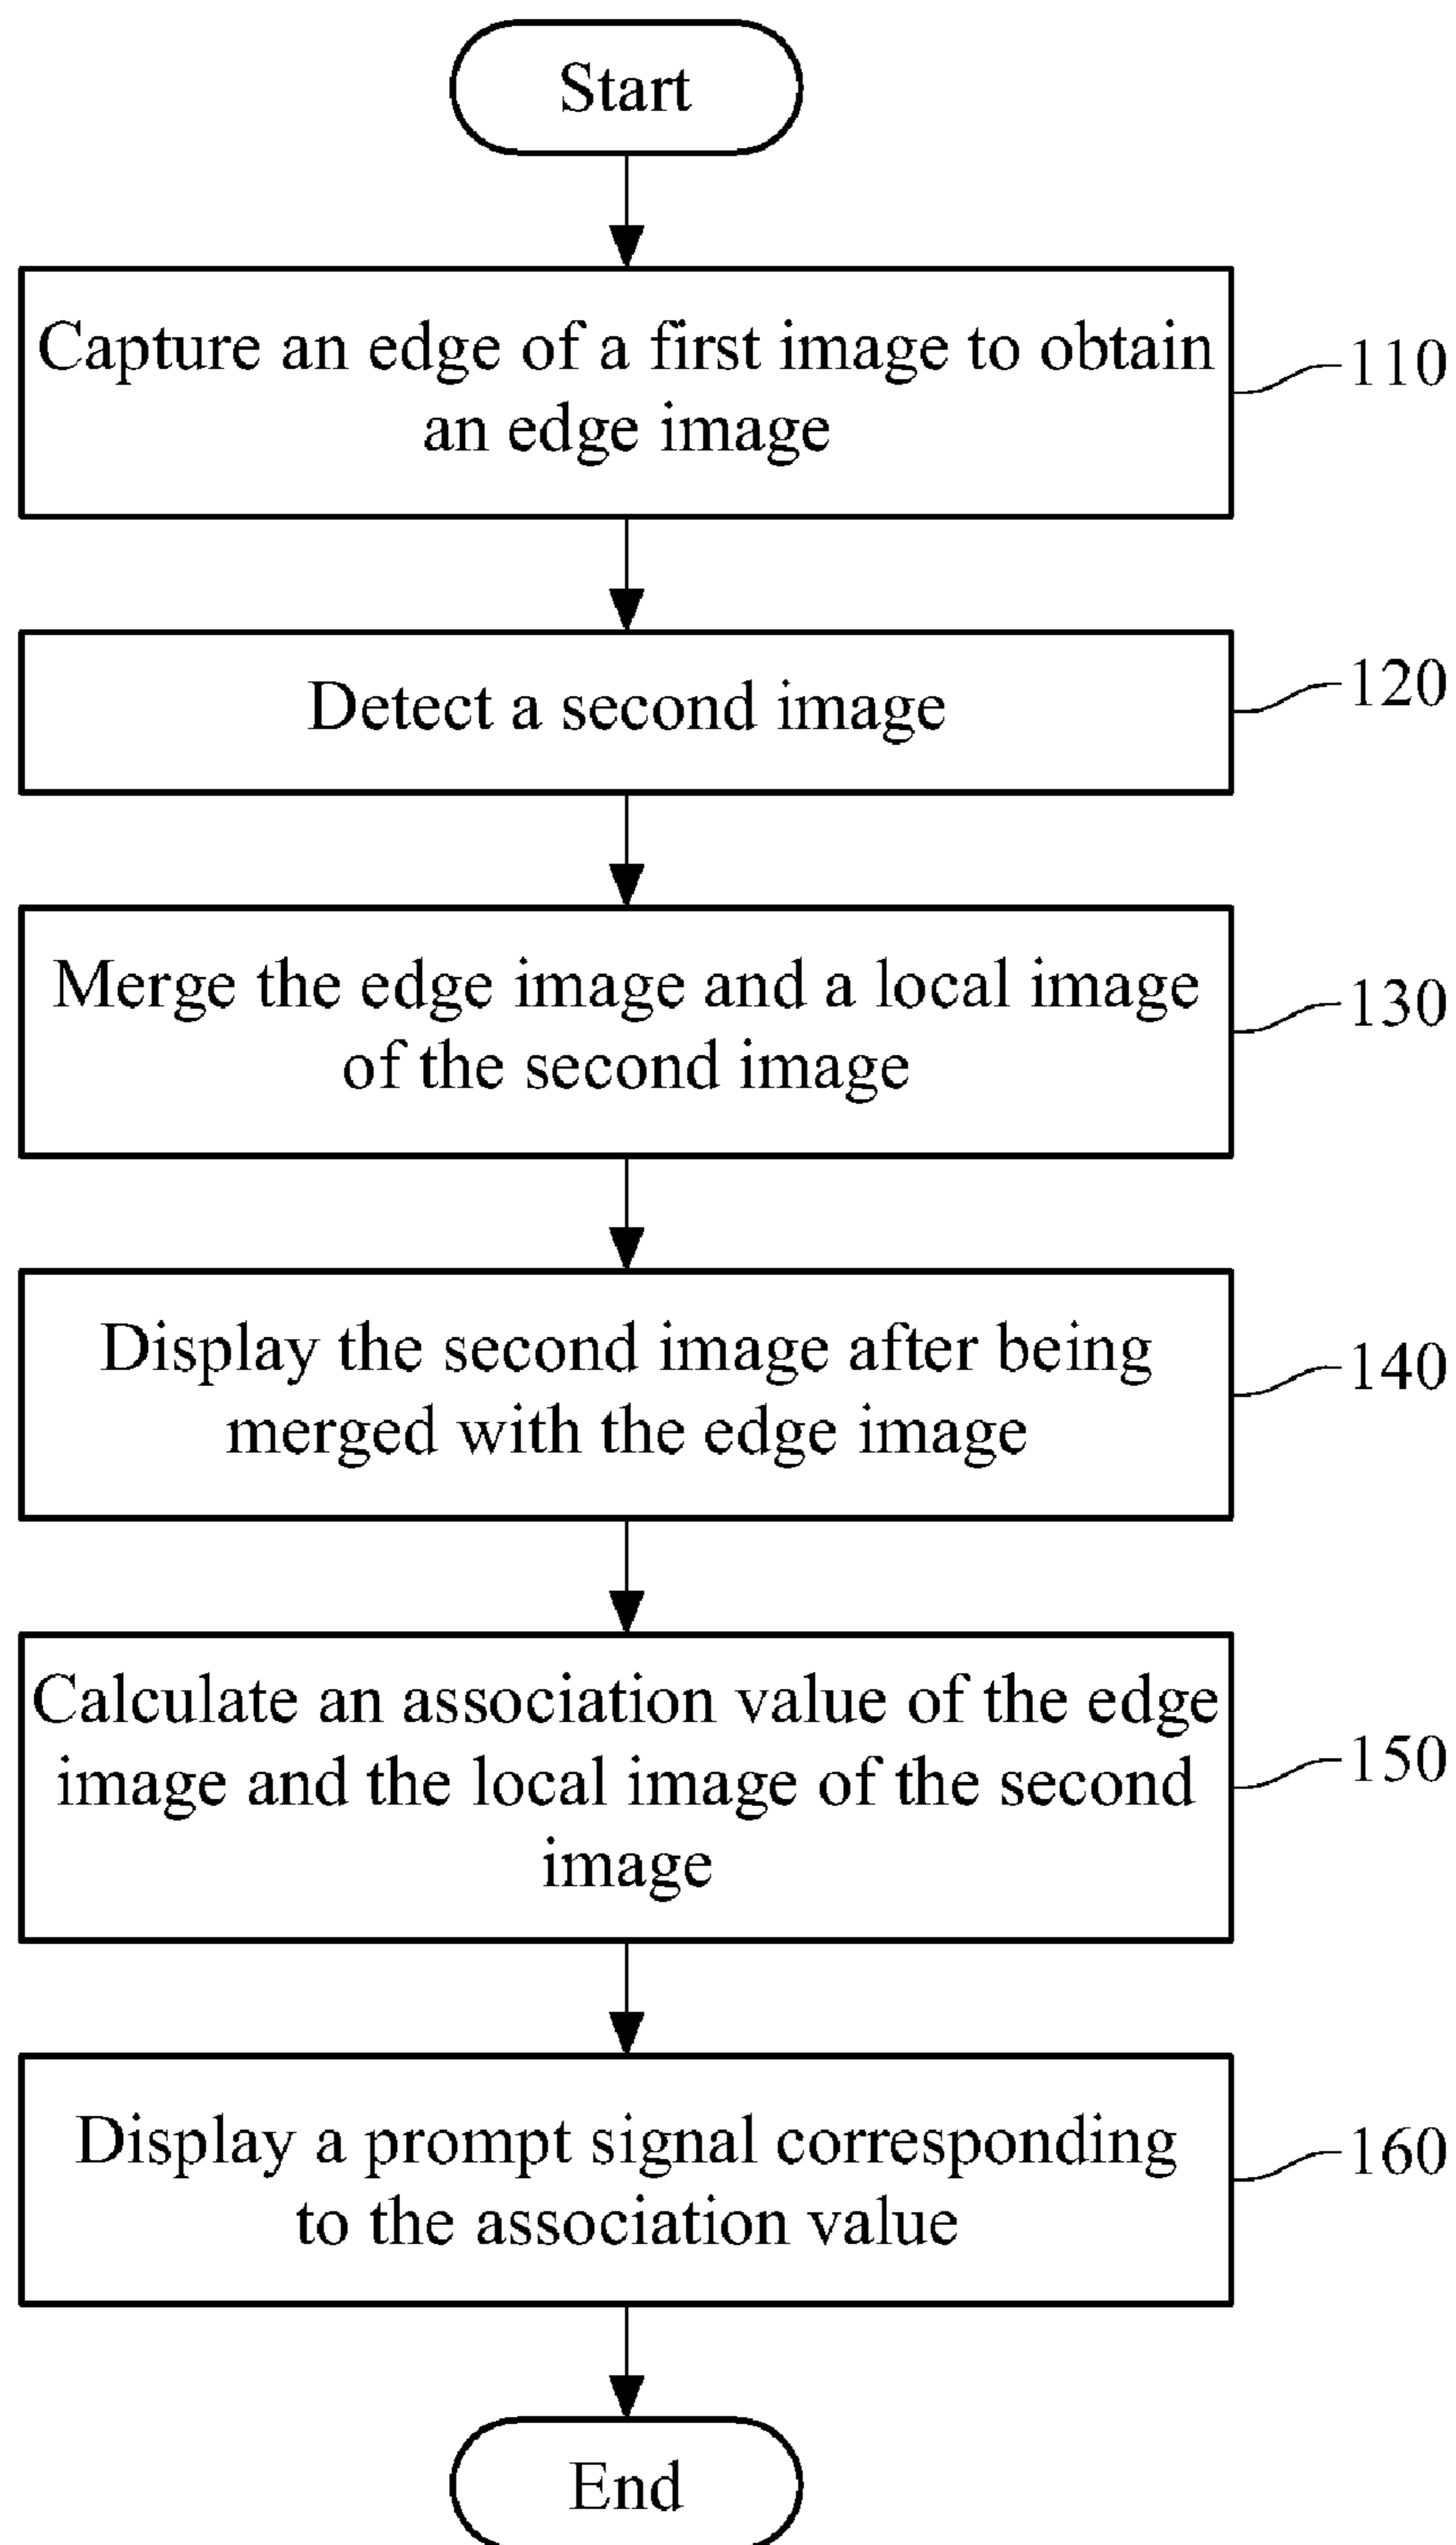 Start
Capture an edge of a first image to obtain
an edge image
110
Detect a second image
120
Merge the edge image and a local image
of the second image
130
Display the second image after being
merged with the edge image
140
Calculate an association value of the edge
image and the local image of the second
image
150
Display a prompt signal corresponding
to the association value
160
End